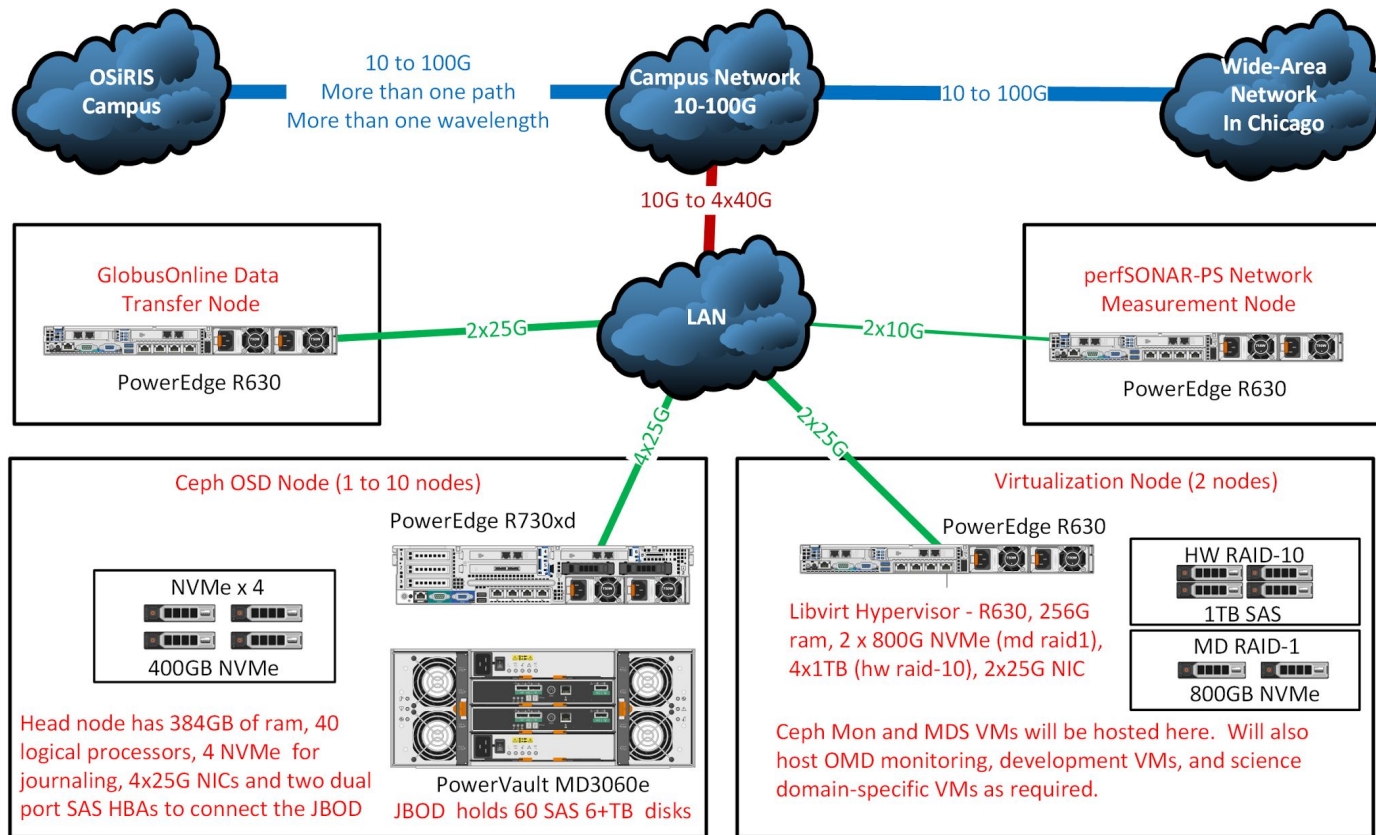 OSiRIS
Campus
10 to 100G
More than one path
More than one wavelength
Campus Network
10-100G
10 to 100G
Wide-Area
Network
In Chicago
10G to 4x40G
GlobusOnline Data
Transfer Node
PowerEdge R630
2x25G
LAN
2x10G
perfSONAR-PS Network
Measurement Node
PowerEdge R630
4x25G
2x25G
Ceph OSD Node (1 to 10 nodes)
PowerEdge R730xd
NVMe x 4
400GB NVMe
Head node has 384GB of ram, 40
logical processors, 4 NVMe for
journaling, 4x25G NICs and two dual
port SAS HBAs to connect the JBOD
PowerVault MD3060e
JBOD holds 60 SAS 6+TB disks
Virtualization Node (2 nodes)
PowerEdge R630
HW RAID-10
1TB SAS
MD RAID-1
800GB NVMe
Libvirt Hypervisor - R630, 256G
ram, 2 x 800G NVMe (md raid1),
4x1TB (hw raid-10), 2x25G NIC
Ceph Mon and MDS VMs will be hosted here. Will also
host OMD monitoring, development VMs, and science
domain-specific VMs as required.